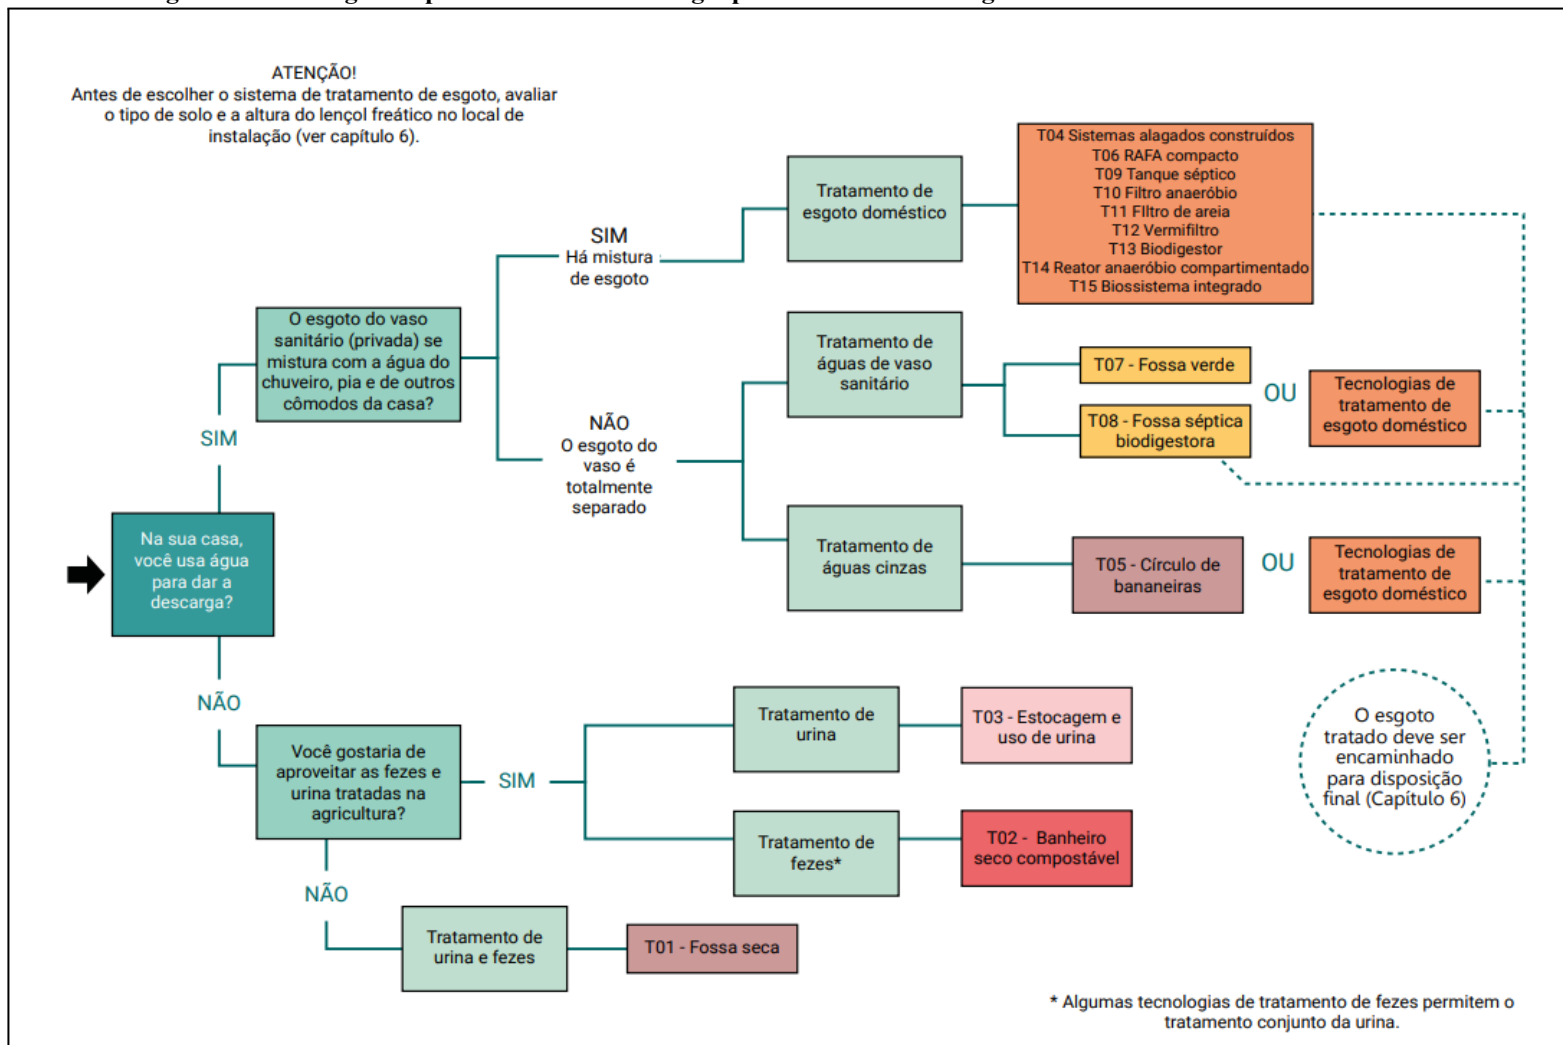 ATENÇÃO!
Antes de escolher o sistema de tratamento de esgoto, avaliar
o tipo de solo e a altura do lençol freático no local de
instalação (ver capítulo 6).
Na sua casa,
você usa água
para dar a
descarga?
SIM
O esgoto do vaso
sanitário (privada) se
mistura com a água do
chuveiro, pia e de outros
cômodos da casa?
SIM
Há mistura
de esgoto
Tratamento de
esgoto doméstico
T04 Sistemas alagados construídos
T06 RAFA compacto
T09 Tanque séptico
T10 Filtro anaeróbio
T11 FIltro de areia
T12 Vermifiltro
T13 Biodigestor
T14 Reator anaeróbio compartimentado
T15 Biossistema integrado
NÃO
O esgoto do
vaso é
totalmente
separado
Tratamento de
águas de vaso
sanitário
T07 - Fossa verde
T08 - Fossa séptica
biodigestora
OU
Tecnologias de
tratamento de
esgoto doméstico
Tratamento de
águas cinzas
T05 - Círculo de
bananeiras
OU
Tecnologias de
tratamento de
esgoto doméstico
O esgoto
tratado deve ser
encaminhado
para disposição
final (Capítulo 6)
NÃO
Você gostaria de
aproveitar as fezes e
urina tratadas na
agricultura?
SIM
Tratamento de
urina
T03 - Estocagem e
uso de urina
Tratamento de
fezes*
T02 - Banheiro
seco compostável
NÃO
Tratamento de
urina e fezes
T01 - Fossa seca
* Algumas tecnologias de tratamento de fezes permitem o
tratamento conjunto da urina.